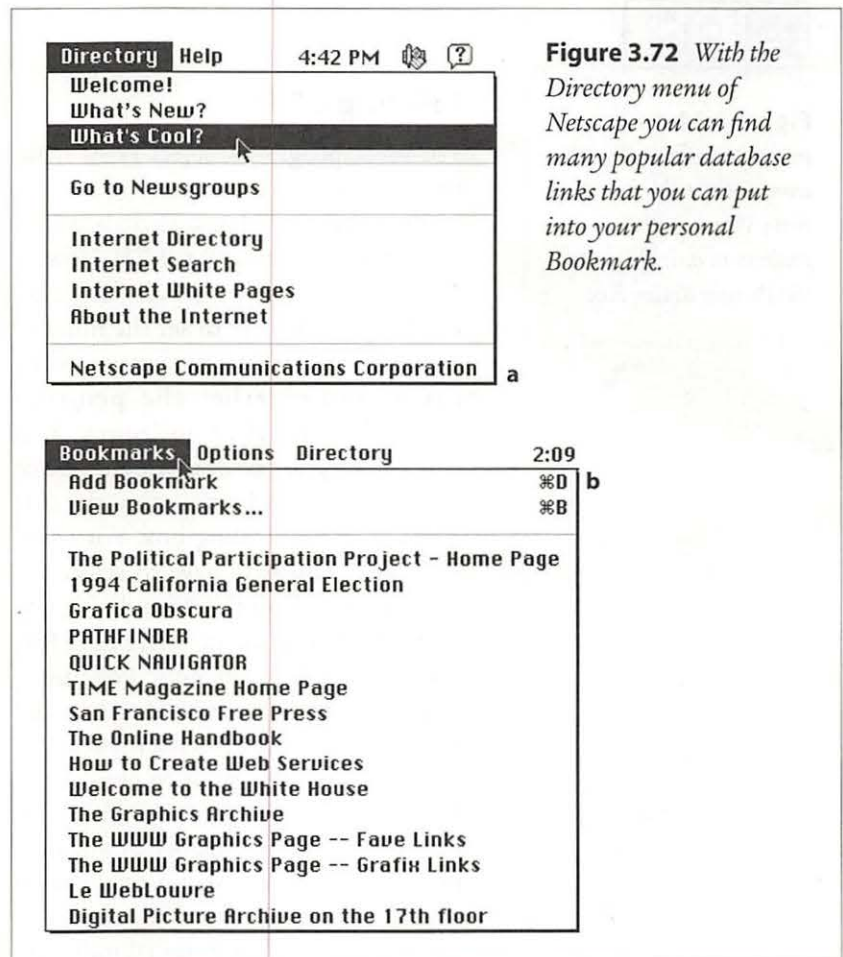 Directory Help 4:42 PM
Welcome!
What's New?
What's Cool?
Go to Newsgroups
Internet Directory
Internet Search
Internet White Pages
About the Internet
Netscape Communications Corporation
a
Figure 3.72 With the
Directory menu of
Netscape you can find
many popular database
links that you can put
into your personal
Bookmark.
Bookmarks Options Directory 2:09
Add Bookmark ⌘D
View Bookmarks... ⌘B
b
The Political Participation Project - Home Page
1994 California General Election
Grafica Obscura
PATHFINDER
QUICK NAVIGATOR
TIME Magazine Home Page
San Francisco Free Press
The Online Handbook
How to Create Web Services
Welcome to the White House
The Graphics Archive
The WWW Graphics Page -- Fave Links
The WWW Graphics Page -- Grafix Links
Le WebLouvre
Digital Picture Archive on the 17th floor